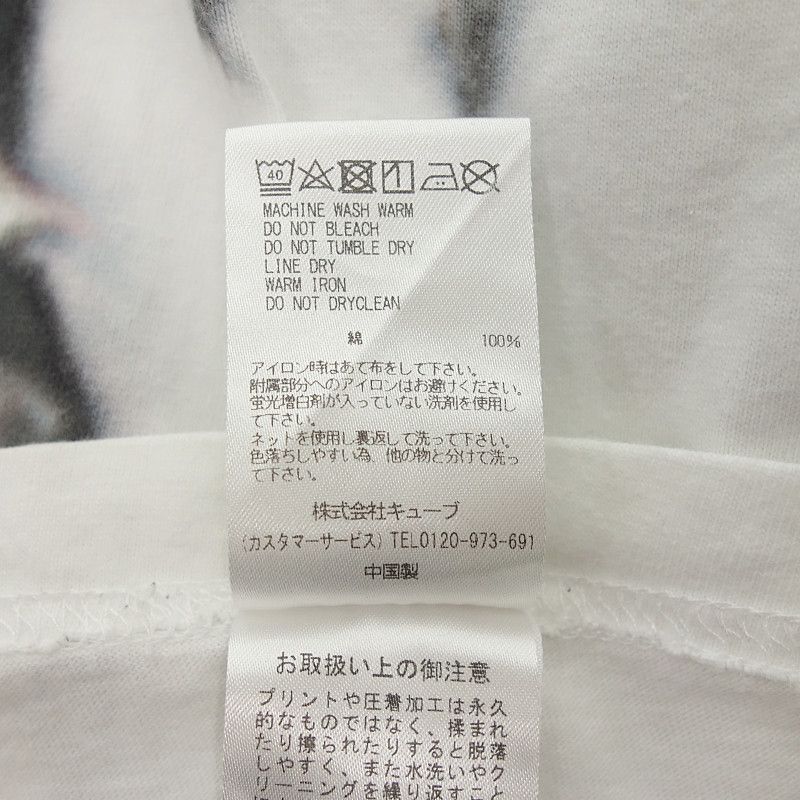 40
MACHINE WASH WARM
DO NOT BLEACH
DO NOT TUMBLE DRY
LINE DRY
WARM IRON
DO NOT DRYCLEAN
綿 100%
アイロン時はあて布をして下さい。
附属部分へのアイロンはお避けください。
蛍光増白剤が入っていない洗剤を使用し
て下さい。
ネットを使用し裏返して洗って下さい。
色落ちしやすい為、他の物と分けて洗っ
て下さい。
株式会社キューブ
(カスタマーサービス) TEL0120-973-691
中国製
お取扱い上の御注意
プリントや圧着加工は永久
的なものではなく、揉まれ
たり擦られたりすると脱落
しやすく、また水洗いやク
リーニングを繰り返すこと